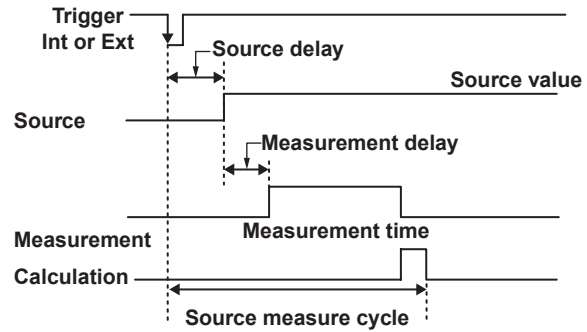 Trigger
Int or Ext
Source delay
Source value
Source
Measurement delay
Measurement time
Measurement
Calculation
Source measure cycle